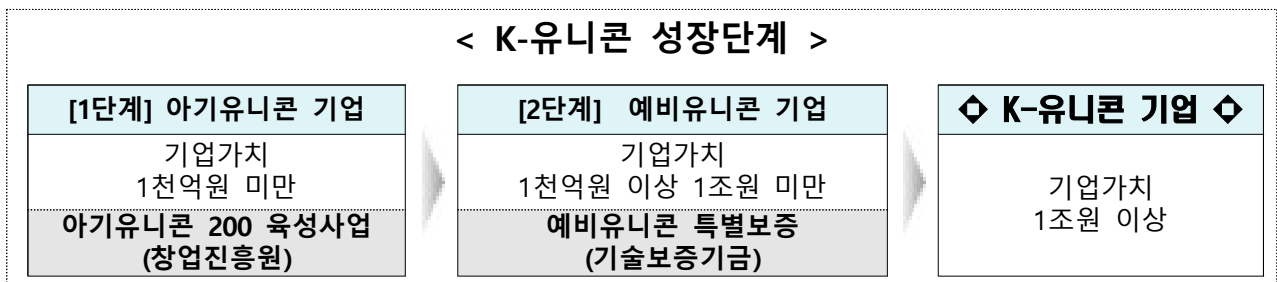 < K-유니콘 성장단계 >
[1단계] 아기유니콘 기업
기업가치
1천억원 미만
아기유니콘 200 육성사업
(창업진흥원)
[2단계] 예비유니콘 기업
기업가치
1천억원 이상 1조원 미만
예비유니콘 특별보증
(기술보증기금)
◇ K-유니콘 기업 ◇
기업가치
1조원 이상